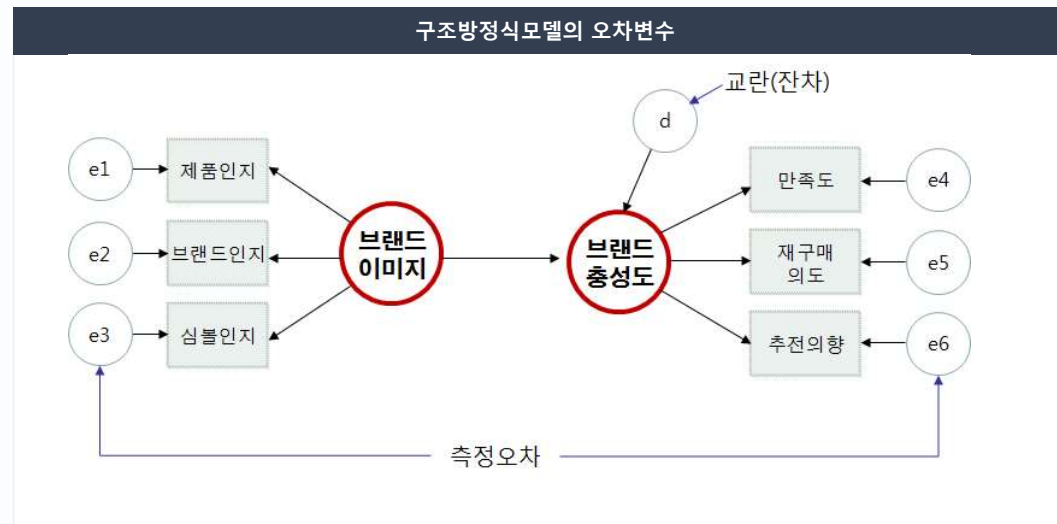 구조방정식모델의 오차변수
교란(잔차)
d
e1
제품인지
만족도
e4
브랜드
이미지
브랜드
충성도
e2
브랜드인지
재구매
의도
e5
e3
심볼인지
추전의향
e6
측정오차